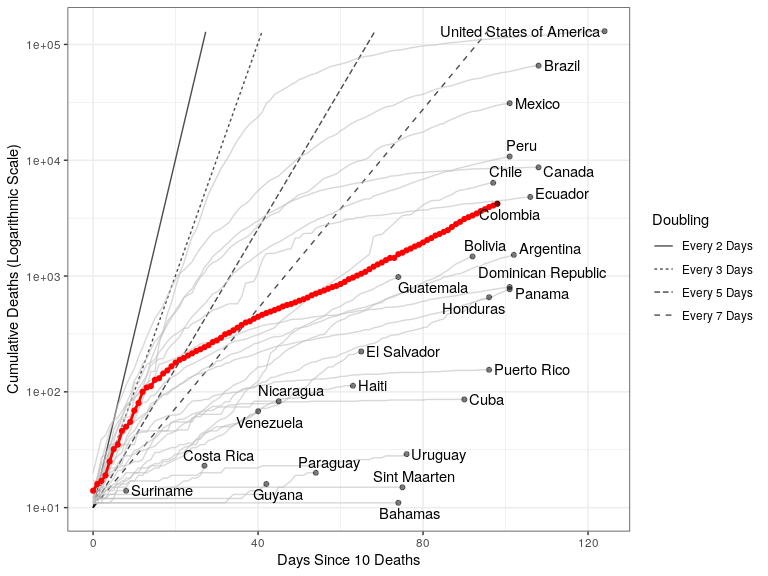 United States of America
1e+05
Brazil
Mexico
Peru
1e+04
Chile
Canada
Ecuador
Colombia
Doubling
Bolivia
Argentina
Every 2 Days
1e+03
Dominican Republic
Every 3 Days
Guatemala
Panama
Every 5 Days
Honduras
Every 7 Days
El Salvador
Puerto Rico
1e+02
Nicaragua
Haiti
Cuba
Venezuela
Costa Rica
Paraguay
Uruguay
Sint Maarten
Suriname
Guyana
1e+01
Bahamas
0
40
80
120
Days Since 10 Deaths
Cumulative Deaths (Logarithmic Scale)